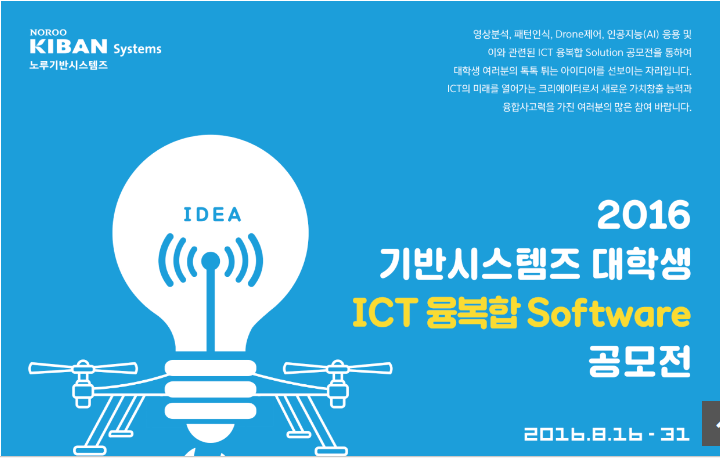 NOROO
KIBAN Systems
노루기반시스템즈
영상분석, 패턴인식, Drone제어, 인공지능(AI) 응용 및
이와 관련된 ICT 융복합 Solution 공모전을 통하여
대학생 여러분의 톡톡 튀는 아이디어를 선보이는 자리입니다.
ICT의 미래를 열어가는 크리에이터로서 새로운 가치창출 능력과
융합사고력을 가진 여러분의 많은 참여 바랍니다.
IDEA
2016
기반시스템즈 대학생
ICT 융복합 Software
공모전
2016.8.16 - 31